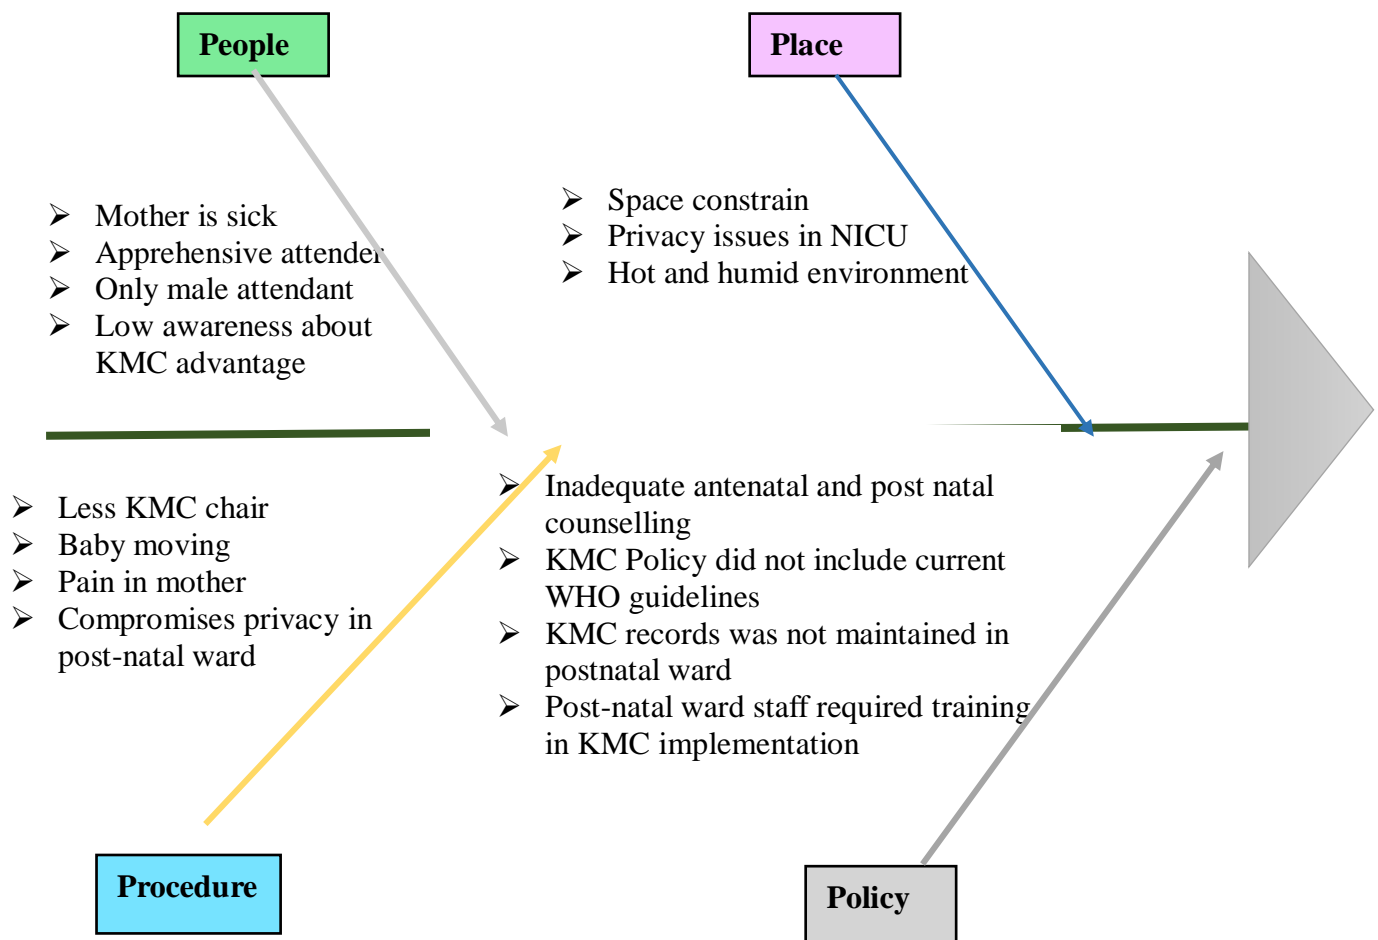 People
Place
➢ Mother is sick
➢ Apprehensive attender
➢ Only male attendant
➢ Low awareness about
KMC advantage
➢ Space constrain
➢ Privacy issues in NICU
➢ Hot and humid environment
➢ Less KMC chair
➢ Baby moving
➢ Pain in mother
➢ Compromises privacy in
post-natal ward
➢ Inadequate antenatal and post natal
counselling
➢ KMC Policy did not include current
WHO guidelines
➢ KMC records was not maintained in
postnatal ward
➢ Post-natal ward staff required training
in KMC implementation
Procedure
Policy